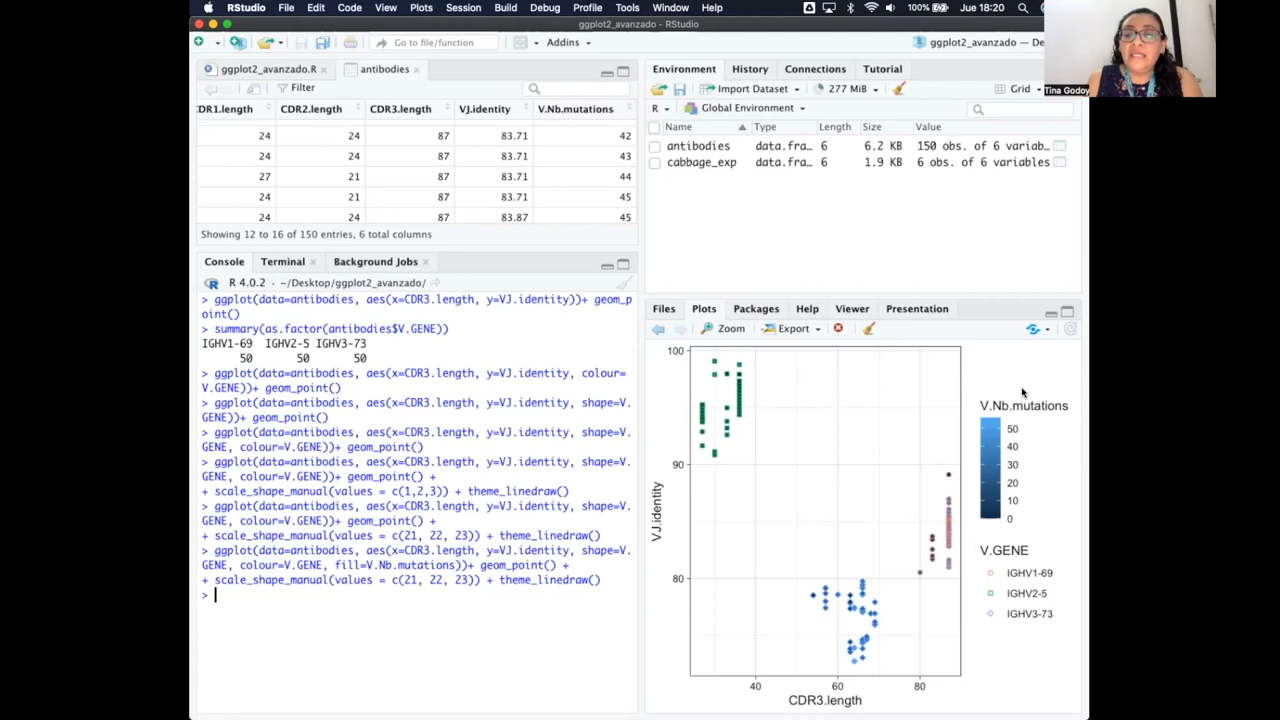 RStudio File Edit Code View Plots Session Build Debug Profile Tools Window Help 100% Jue 18:20
ggplot2_avanzado - RStudio
Go to file/function Addins ggplot2_avanzado — De
Tina Godoy
ggplot2_avanzado.R antibodies
Filter
CDR1.length CDR2.length CDR3.length VJ.identity V.Nb.mutations
24 24 87 83.71 42
24 24 87 83.71 43
27 21 87 83.71 44
24 21 87 83.71 45
24 24 87 83.87 45
Showing 12 to 16 of 150 entries, 6 total columns
Console Terminal Background Jobs
R 4.0.2 · ~/Desktop/ggplot2_avanzado/
> ggplot(data=antibodies, aes(x=CDR3.length, y=VJ.identity))+ geom_p
oint()
> summary(as.factor(antibodies$V.GENE))
IGHV1-69 IGHV2-5 IGHV3-73
50 50 50
> ggplot(data=antibodies, aes(x=CDR3.length, y=VJ.identity, colour=
V.GENE))+ geom_point()
> ggplot(data=antibodies, aes(x=CDR3.length, y=VJ.identity, shape=V.
GENE))+ geom_point()
> ggplot(data=antibodies, aes(x=CDR3.length, y=VJ.identity, shape=V.
GENE, colour=V.GENE))+ geom_point()
> ggplot(data=antibodies, aes(x=CDR3.length, y=VJ.identity, shape=V.
GENE, colour=V.GENE))+ geom_point() +
+ scale_shape_manual(values = c(1,2,3)) + theme_linedraw()
> ggplot(data=antibodies, aes(x=CDR3.length, y=VJ.identity, shape=V.
GENE, colour=V.GENE))+ geom_point() +
+ scale_shape_manual(values = c(21, 22, 23)) + theme_linedraw()
> ggplot(data=antibodies, aes(x=CDR3.length, y=VJ.identity, shape=V.
GENE, colour=V.GENE, fill=V.Nb.mutations))+ geom_point() +
+ scale_shape_manual(values = c(21, 22, 23)) + theme_linedraw()
>
Environment History Connections Tutorial
Import Dataset 277 MiB Grid
R Global Environment
Name Type Length Size Value
antibodies data.fra… 6 6.2 KB 150 obs. of 6 variab…
cabbage_exp data.fra… 6 1.9 KB 6 obs. of 6 variables
Files Plots Packages Help Viewer Presentation
Zoom Export
100
90
80
VJ.identity
40 60 80
CDR3.length
V.Nb.mutations
50
40
30
20
10
0
V.GENE
IGHV1-69
IGHV2-5
IGHV3-73